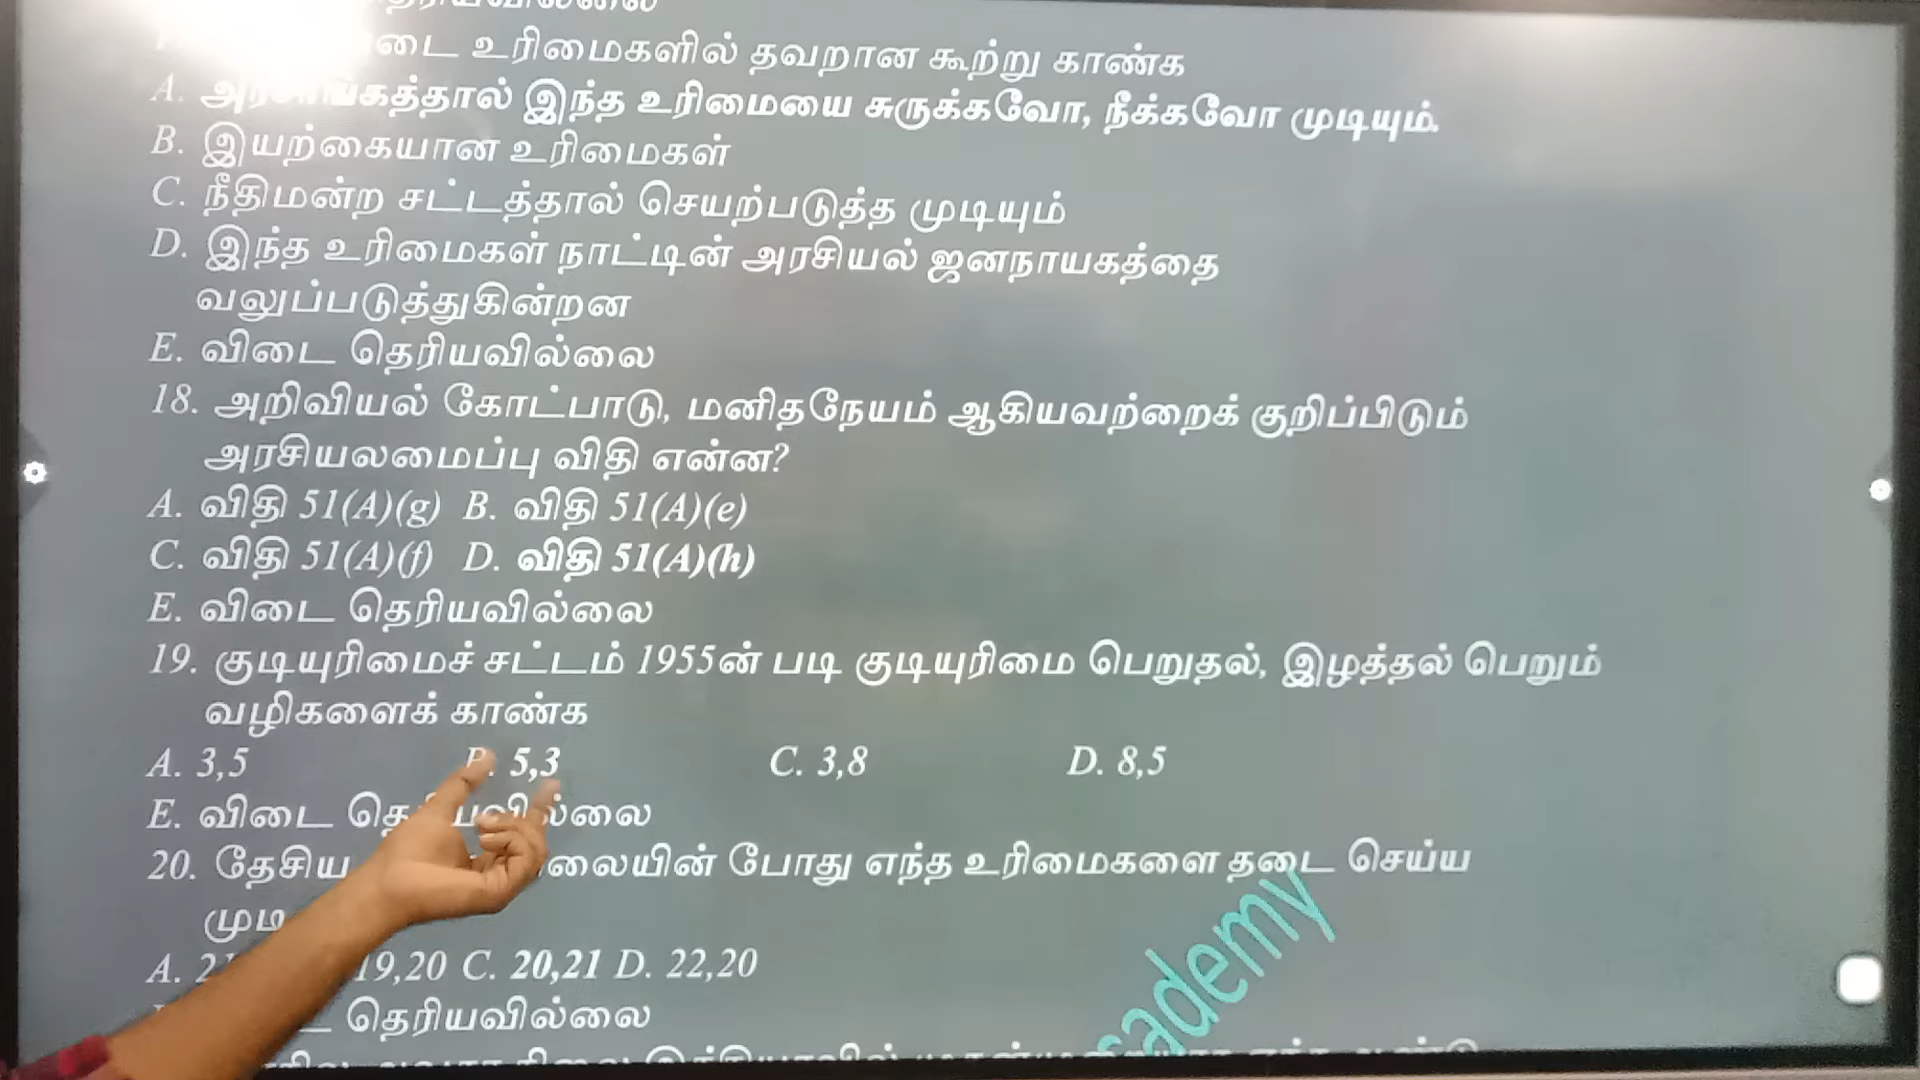 உரிமைகளில் தவறான கூற்று காண்க
A. இந்த உரிமையை சுருக்கவோ, நீக்கவோ முடியும்.
B. இயற்கையான உரிமைகள்
C. நீதிமன்ற சட்டத்தால் செயற்படுத்த முடியும்
D. இந்த உரிமைகள் நாட்டின் அரசியல் ஜனநாயகத்தை
வலுப்படுத்துகின்றன
E. விடை தெரியவில்லை
18. அறிவியல் கோட்பாடு, மனிதநேயம் ஆகியவற்றைக் குறிப்பிடும்
அரசியலமைப்பு விதி என்ன?
A. விதி 51(A)(g) B. விதி 51(A)(e)
C. விதி 51(A)(f) D. விதி 51(A)(h)
E. விடை தெரியவில்லை
19. குடியுரிமைச் சட்டம் 1955ன் படி குடியுரிமை பெறுதல், இழத்தல் பெறும்
வழிகளைக் காண்க
A. 3,5 B. 5,3 C. 3,8 D. 8,5
E. விடை
20. தேசிய போது எந்த உரிமைகளை தடை செய்ய
A. 19,20 C. 20,21 D. 22,20
தெரியவில்லை